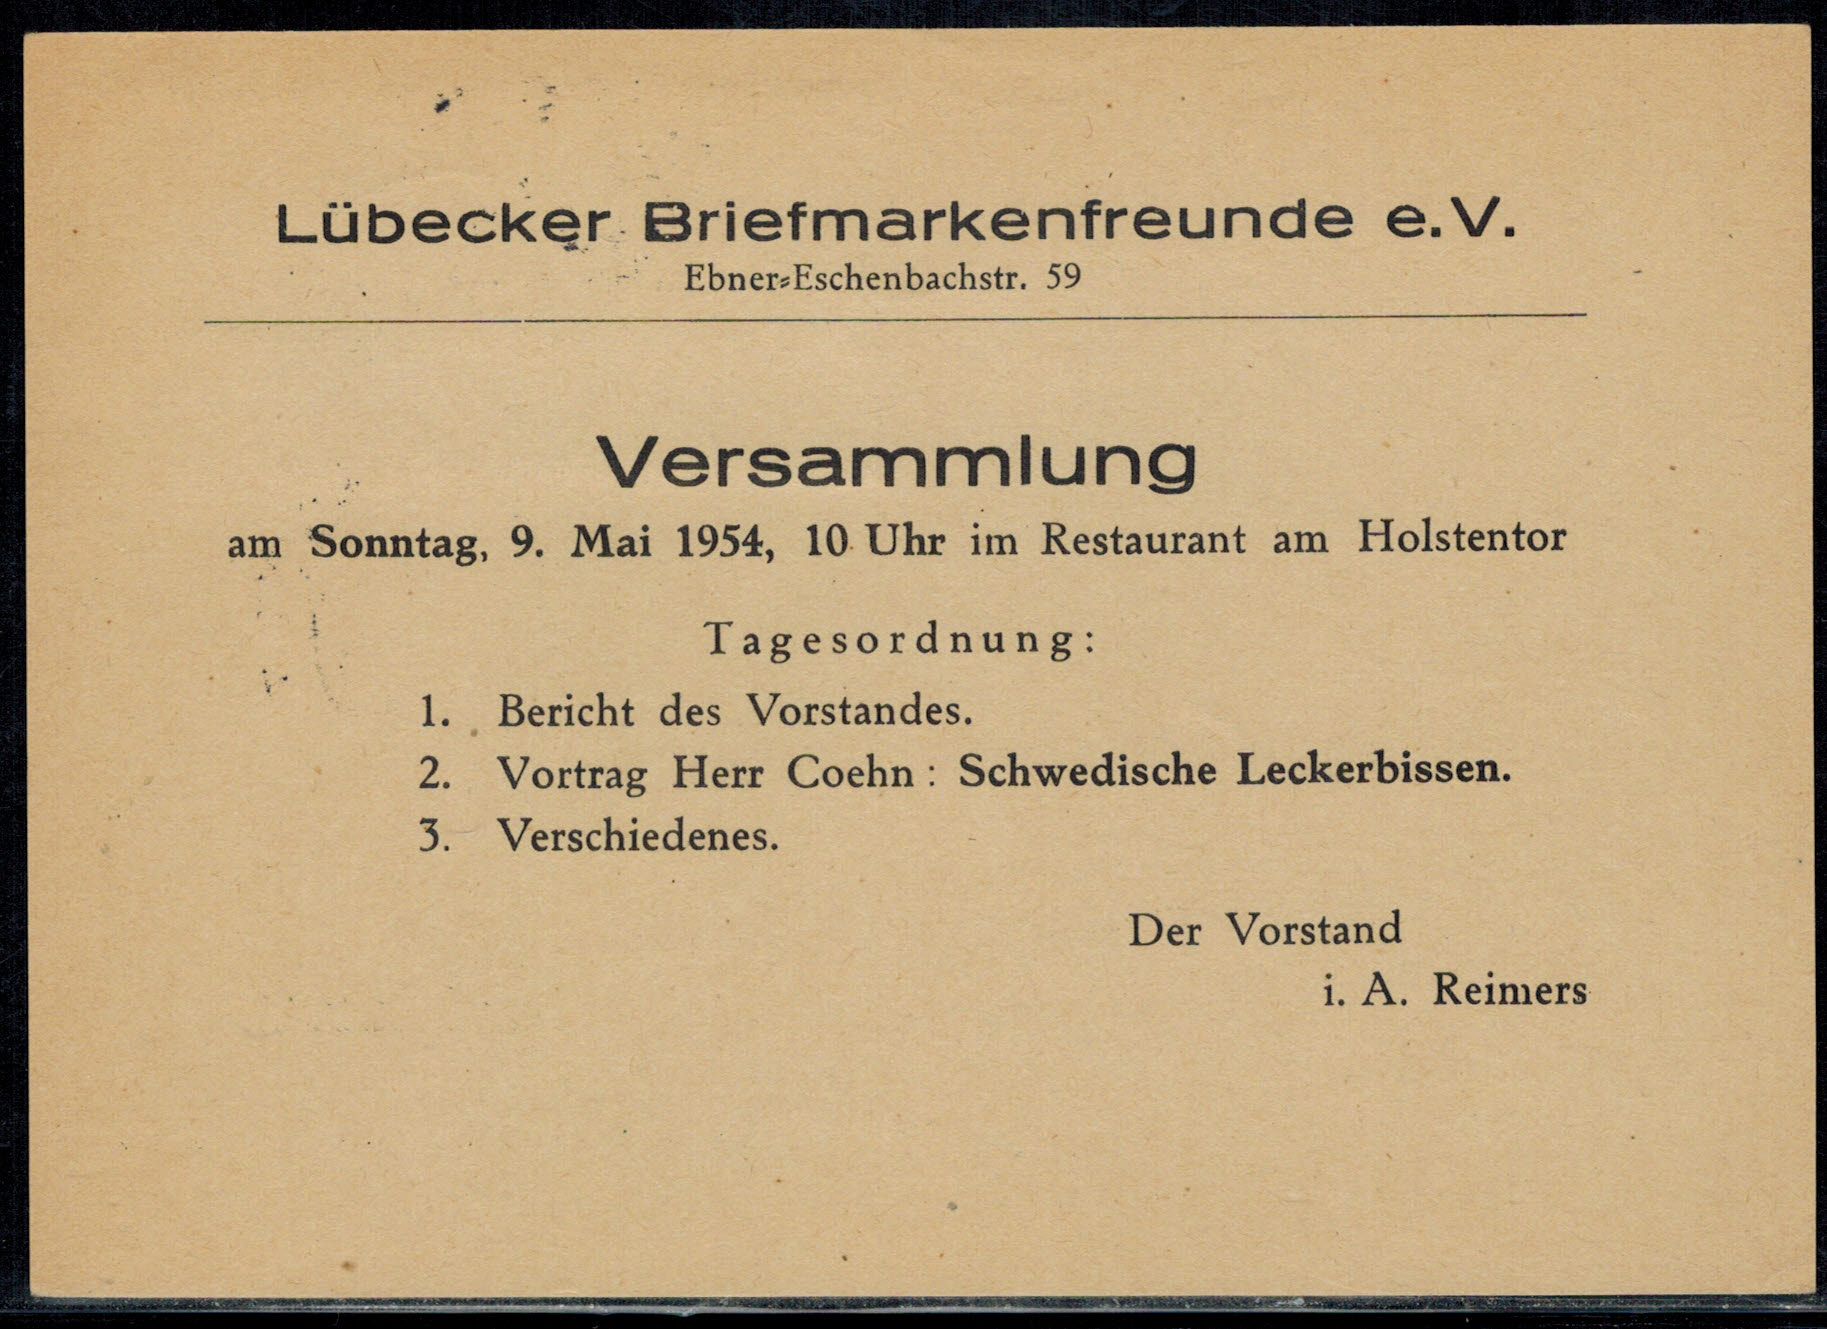 Lübecker Briefmarkenfreunde e.V.
Ebner-Eschenbachstr. 59
Versammlung
am Sonntag, 9. Mai 1954, 10 Uhr im Restaurant am Holstentor
Tagesordnung:
1. Bericht des Vorstandes.
2. Vortrag Herr Coehn: Schwedische Leckerbissen.
3. Verschiedenes.
Der Vorstand
i. A. Reimers